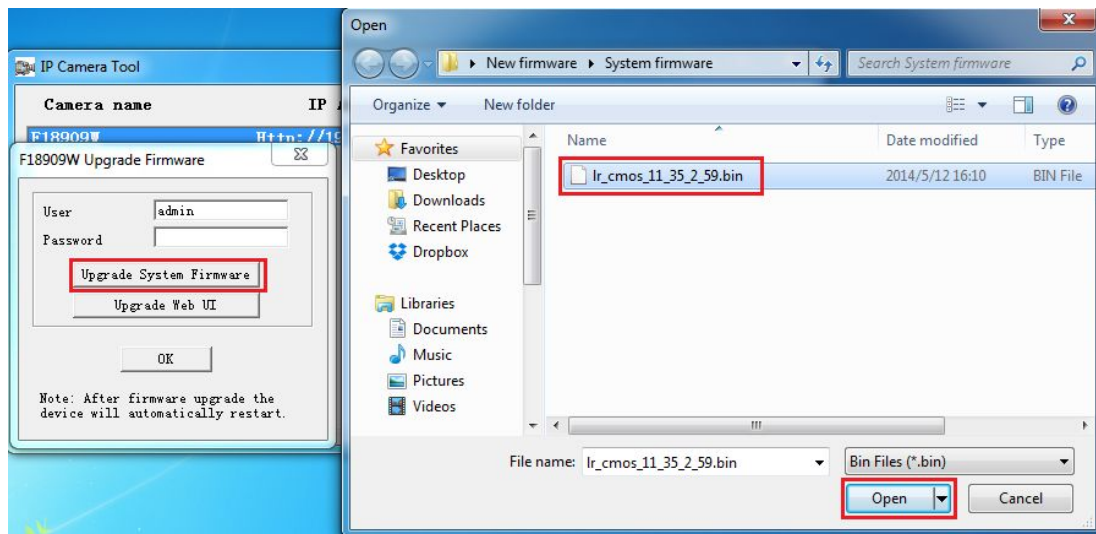 IP Camera Tool
Camera name IP
F18909W Http://19
F18909W Upgrade Firmware
User admin
Password
Upgrade System Firmware
Upgrade Web UI
OK
Note: After firmware upgrade the
device will automatically restart.
Open
New firmware System firmware
Search System firmware
Organize New folder
Favorites
Desktop
Downloads
Recent Places
Dropbox
Libraries
Documents
Music
Pictures
Videos
Name Date modified Type
lr_cmos_11_35_2_59.bin 2014/5/12 16:10 BIN File
File name: lr_cmos_11_35_2_59.bin Bin Files (*.bin)
Open Cancel